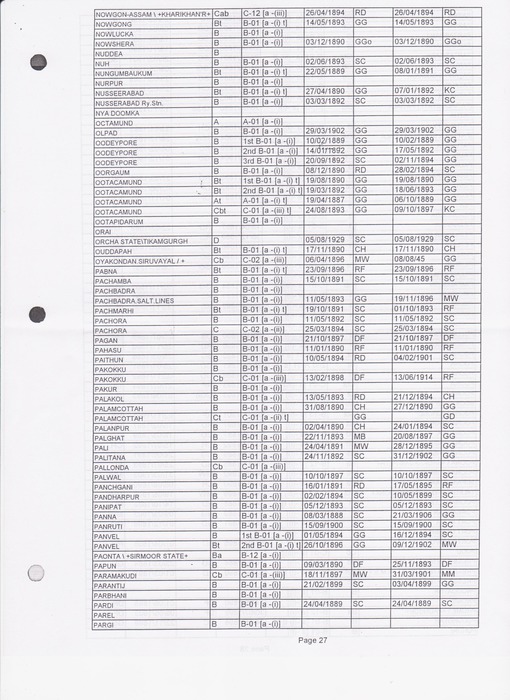 NOWGON-ASSAM \ +KHARIKHAN'R+ Cab C-12 [a -(iii)] 26/04/1894 RD 26/04/1894 RD
NOWGONG Bt B-01 [a -(i) t] 14/05/1893 GG 14/05/1893 GG
NOWLUCKA B B-01 [a -(i)]
NOWSHERA B B-01 [a -(i)] 03/12/1890 GGo 03/12/1890 GGo
NUDDEA B
NUH B B-01 [a -(i)] 02/06/1893 SC 02/06/1893 SC
NUNGUMBAUKUM Bt B-01 [a -(i) t] 22/05/1889 GG 08/01/1891 GG
NURPUR B B-01 [a -(i)]
NUSSEERABAD Bt B-01 [a -(i) t] 27/04/1890 GG 07/01/1892 KC
NUSSERABAD Ry.Stn. B B-01 [a -(i)] 03/03/1892 SC 03/03/1892 SC
NYA DOOMKA
OCTAMUND A A-01 [a -(i)]
OLPAD B B-01 [a -(i)] 29/03/1902 GG 29/03/1902 GG
OODEYPORE B 1st B-01 [a -(i)] 10/02/1889 GG 10/02/1889 GG
OODEYPORE B 2nd B-01 [a -(i)] 14/01/1892 GG 17/05/1892 GG
OODEYPORE B 3rd B-01 [a -(i)] 20/09/1892 SC 02/11/1894 GG
OORGAUM B B-01 [a -(i)] 08/12/1890 RD 28/02/1894 SC
OOTACAMUND Bt 1st B-01 [a -(i) t] 19/08/1890 GG 19/08/1890 GG
OOTACAMUND Bt 2nd B-01 [a -(i) t] 19/03/1892 GG 18/06/1893 GG
OOTACAMUND At A-01 [a -(i) t] 19/04/1887 GG 06/10/1889 GG
OOTACAMUND Cbt C-01 [a -(iii) t] 24/08/1893 GG 09/10/1897 KC
OOTAPIDARUM B B-01 [a -(i)]
ORAI
ORCHA STATE\TIKAMGURGH D 05/08/1929 SC 05/08/1929 SC
OUDDAPAH Bt B-01 [a -(i) t] 17/11/1890 CH 17/11/1890 CH
OYAKONDAN SIRUVAYAL / + Cb C-02 [a -(iii)] 06/04/1896 MW 08/08/45 GG
PABNA Bt B-01 [a -(i) t] 23/09/1896 RF 23/09/1896 RF
PACHAMBA B B-01 [a -(i)] 15/10/1891 SC 15/10/1891 SC
PACHBADRA B B-01 [a -(i)]
PACHBADRA.SALT.LINES B B-01 [a -(i)] 11/05/1893 GG 19/11/1896 MW
PACHMARHI Bt B-01 [a -(i) t] 19/10/1891 SC 01/10/1893 RF
PACHORA B B-01 [a -(i)] 11/05/1892 SC 11/05/1892 SC
PACHORA C C-02 [a -(ii)] 25/03/1894 SC 25/03/1894 SC
PAGAN B B-01 [a -(i)] 21/10/1897 DF 21/10/1897 DF
PAHASU B B-01 [a -(i)] 11/01/1890 RF 11/01/1890 RF
PAITHUN B B-01 [a -(i)] 10/05/1894 RD 04/02/1901 SC
PAKOKKU B B-01 [a -(i)]
PAKOKKU Cb C-01 [a -(iii)] 13/02/1898 DF 13/06/1914 RF
PAKUR B B-01 [a -(i)]
PALAKOL B B-01 [a -(i)] 13/05/1893 RD 21/12/1894 CH
PALAMCOTTAH B B-01 [a -(i)] 31/08/1890 CH 27/12/1890 GG
PALAMCOTTAH Ct C-01 [a -(ii) t] GG GD
PALANPUR B B-01 [a -(i)] 02/04/1890 CH 24/01/1894 SC
PALGHAT B B-01 [a -(i)] 22/11/1893 MB 20/08/1897 GG
PALI B B-01 [a -(i)] 24/04/1891 MW 28/12/1895 GG
PALITANA B B-01 [a -(i)] 24/11/1892 SC 31/12/1902 GG
PALLONDA Cb C-01 [a -(iii)]
PALWAL B B-01 [a -(i)] 10/10/1897 SC 10/10/1897 SC
PANCHGANI B B-01 [a -(i)] 16/01/1891 RD 17/05/1895 RF
PANDHARPUR B B-01 [a -(i)] 02/02/1894 SC 10/05/1899 SC
PANIPAT B B-01 [a -(i)] 05/12/1893 SC 05/12/1893 SC
PANNA B B-01 [a -(i)] 08/03/1888 SC 21/03/1906 GG
PANRUTI B B-01 [a -(i)] 15/09/1900 SC 15/09/1900 SC
PANVEL B 1st B-01 [a -(i)] 01/05/1894 GG 16/12/1894 SC
PANVEL Bt 2nd B-01 [a -(i) t] 26/10/1896 GG 09/12/1902 MW
PAONTA \ +SIRMOOR STATE+ Ba B-12 [a -(i)]
PAPUN B B-01 [a -(i)] 09/03/1890 DF 25/11/1893 DF
PARAMAKUDI Cb C-01 [a -(iii)] 18/11/1897 MW 31/03/1901 MM
PARANTIJ B B-01 [a -(i)] 21/02/1899 SC 03/04/1899 GG
PARBHANI B B-01 [a -(i)]
PARDI B B-01 [a -(i)] 24/04/1889 SC 24/04/1889 SC
PAREL
PARGI B B-01 [a -(i)]
Page 27